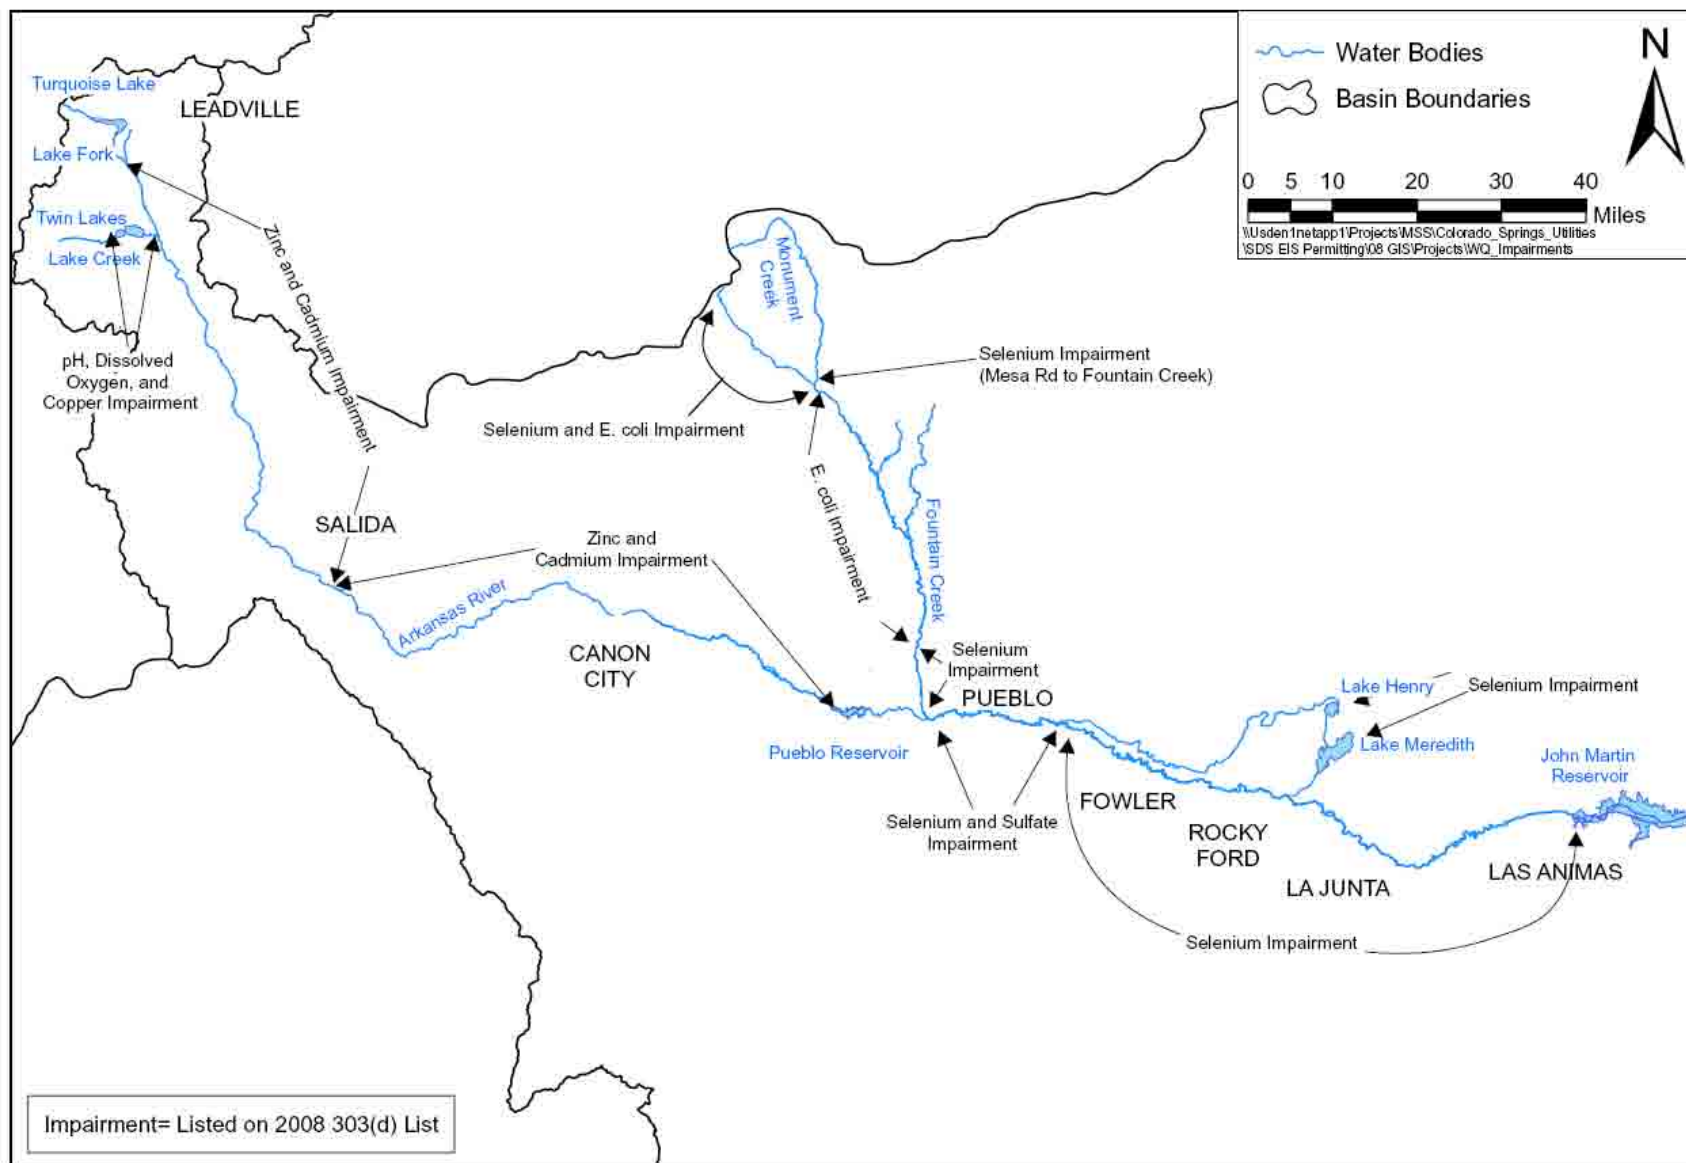 Water Bodies
Basin Boundaries
N
0 5 10 20 30 40
Miles
\\Usden1netapp1\Projects\MSS\Colorado_Springs_Utilities
\SDS EIS Permitting\08 GIS\Projects\WQ_Impairments
Turquoise Lake
LEADVILLE
Lake Fork
Twin Lakes
Lake Creek
Zinc and Cadmium Impairment
pH, Dissolved
Oxygen, and
Copper Impairment
Monument
Creek
Selenium Impairment
(Mesa Rd to Fountain Creek)
Selenium and E. coli Impairment
E. coli Impairment
Fountain Creek
SALIDA
Zinc and
Cadmium Impairment
Arkansas River
CANON
CITY
Selenium
Impairment
PUEBLO
Pueblo Reservoir
Lake Henry
Selenium Impairment
Lake Meredith
John Martin
Reservoir
FOWLER
Selenium and Sulfate
Impairment
ROCKY
FORD
LA JUNTA
LAS ANIMAS
Selenium Impairment
Impairment= Listed on 2008 303(d) List